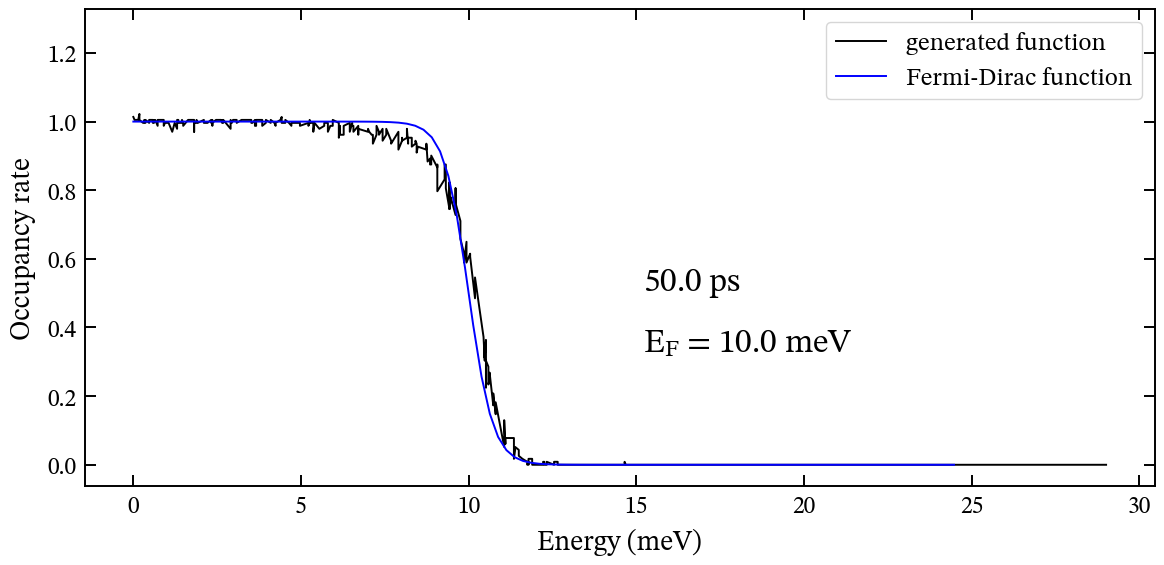 generated function
Fermi-Dirac function
1.2
1.0
0.8
0.6
0.4
0.2
0.0
Occupancy rate
50.0 ps
E_F = 10.0 meV
0 5 10 15 20 25 30
Energy (meV)